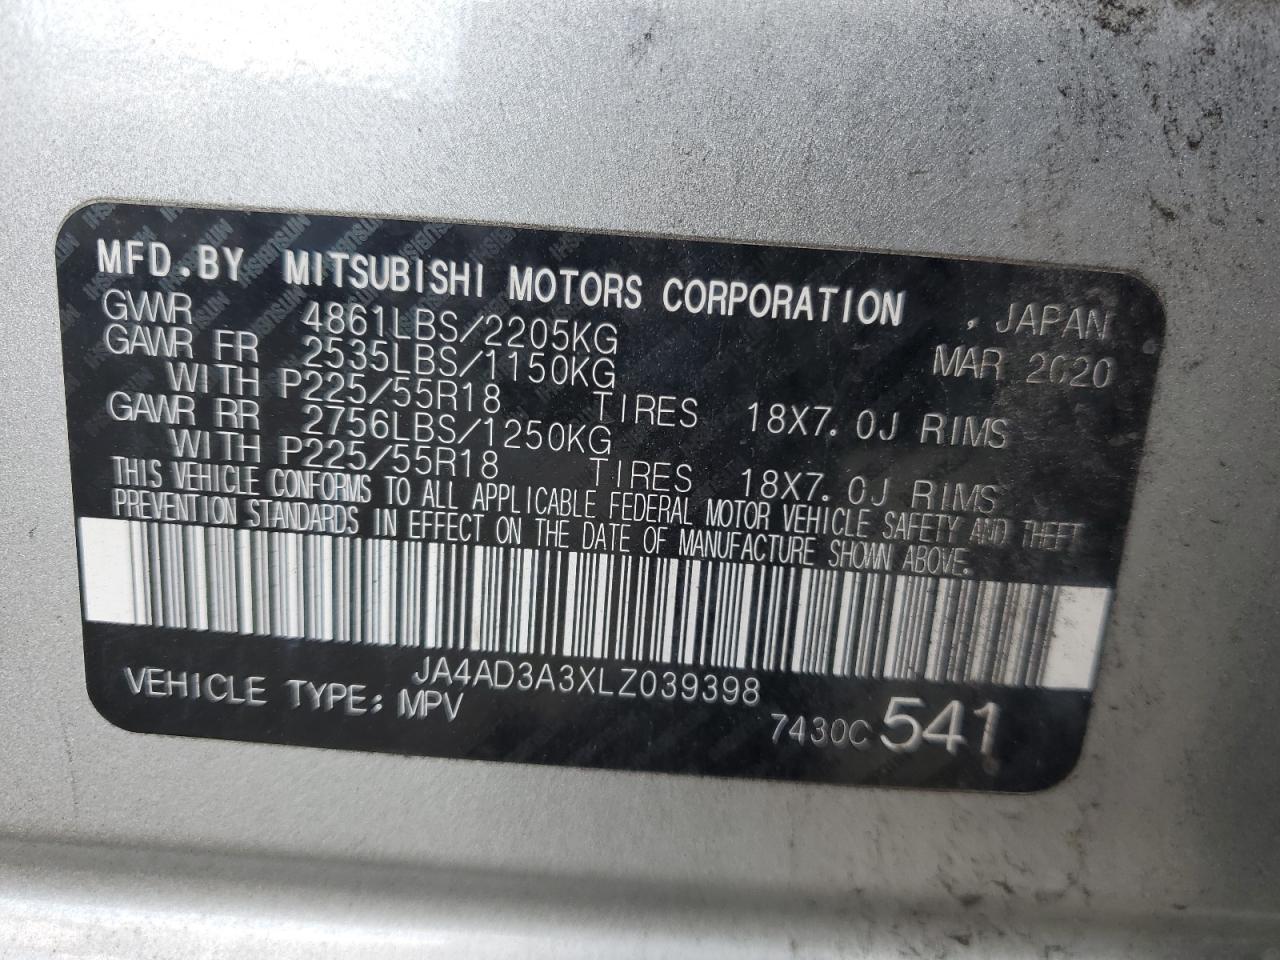 MFD.BY MITSUBISHI MOTORS CORPORATION , JAPAN
GVWR 4861LBS/2205KG MAR 2020
GAWR FR 2535LBS/1150KG
WITH P225/55R18 TIRES 18X7.0J RIMS
GAWR RR 2756LBS/1250KG
WITH P225/55R18 TIRES 18X7.0J RIMS
THIS VEHICLE CONFORMS TO ALL APPLICABLE FEDERAL MOTOR VEHICLE SAFETY AND THEFT
PREVENTION STANDARDS IN EFFECT ON THE DATE OF MANUFACTURE SHOWN ABOVE.
JA4AD3A3XLZ039398
VEHICLE TYPE: MPV 7430C 541